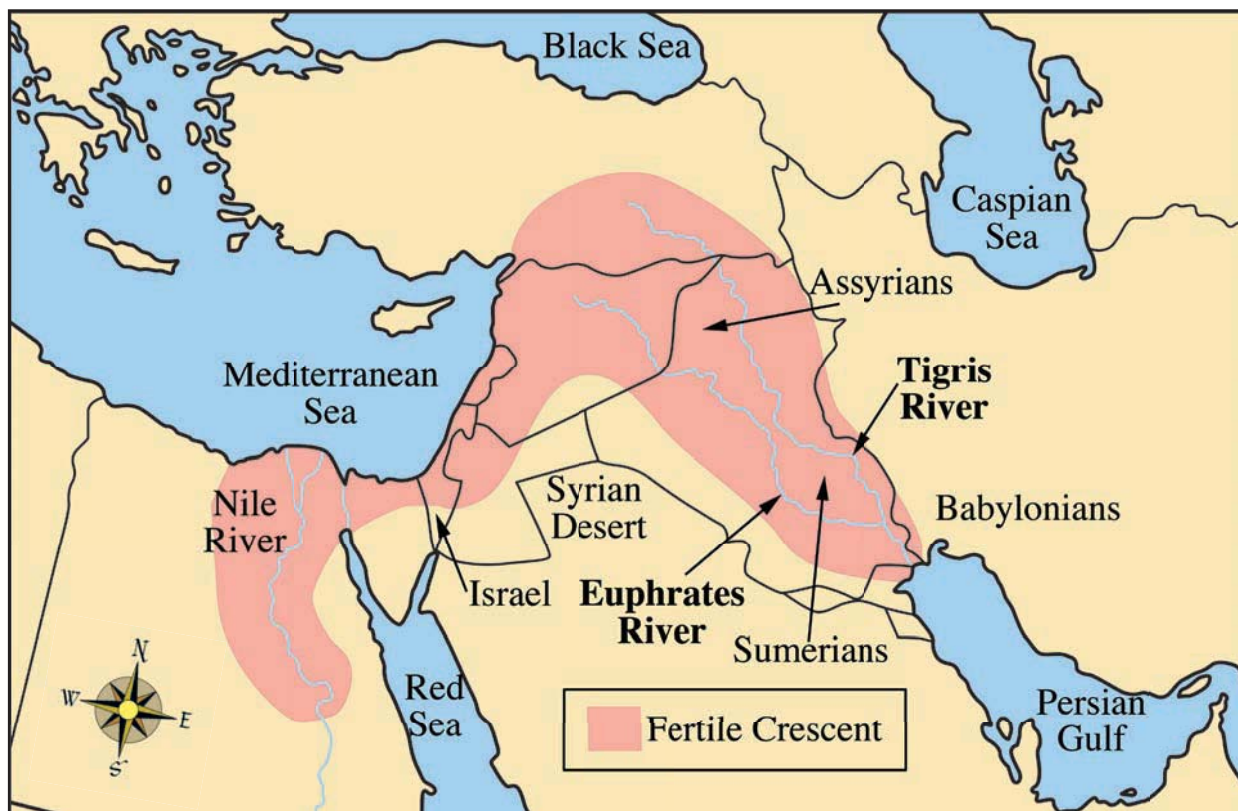 Black Sea
Caspian
Sea
Assyrians
Mediterranean
Sea
Tigris
River
Nile
River
Syrian
Desert
Babylonians
Israel
Euphrates
River
Sumerians
Red
Sea
Persian
Gulf
Fertile Crescent
N
W
E
S